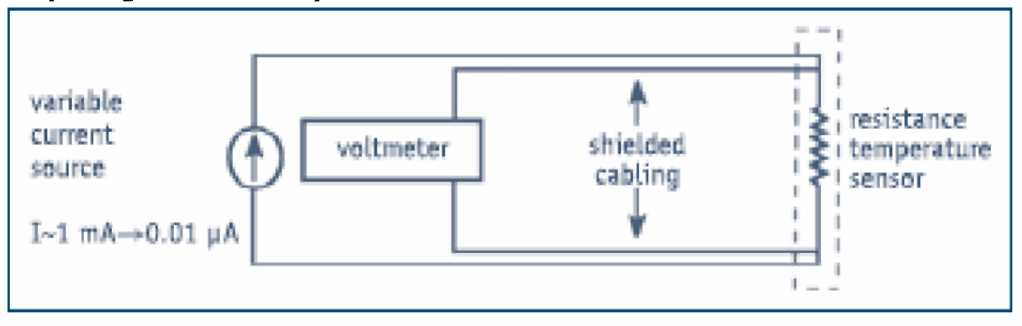 variable
current
source
I~1 mA→0.01 µA
voltmeter
shielded
cabling
resistance
temperature
sensor